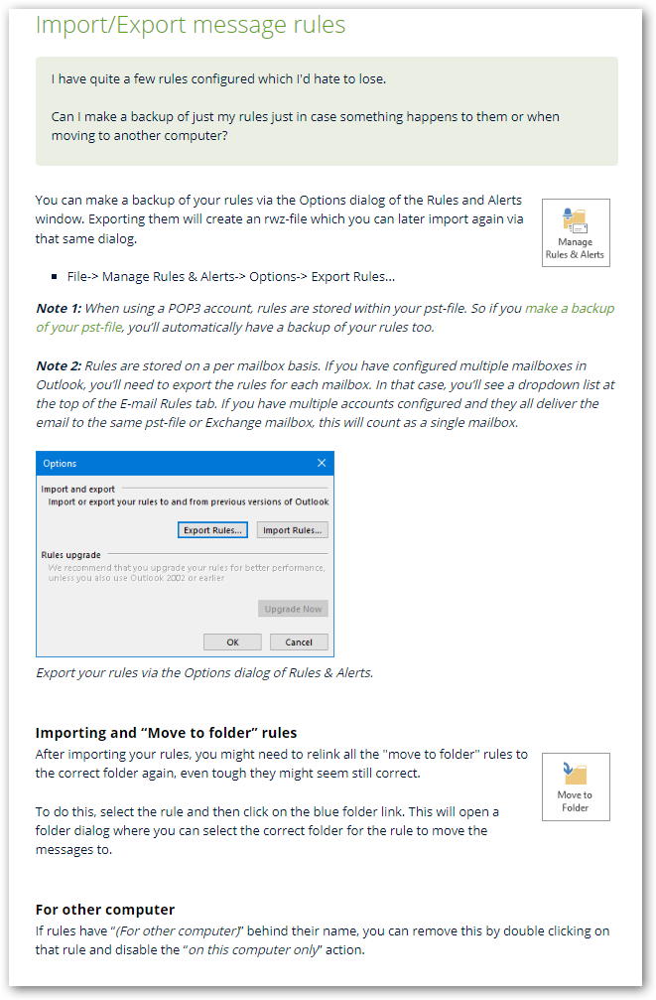 Import/Export message rules
I have quite a few rules configured which I'd hate to lose.
Can I make a backup of just my rules just in case something happens to them or when
moving to another computer?
You can make a backup of your rules via the Options dialog of the Rules and Alerts
window. Exporting them will create an rwz-file which you can later import again via
that same dialog.
Manage
Rules & Alerts
▪ File-> Manage Rules & Alerts-> Options-> Export Rules...
Note 1: When using a POP3 account, rules are stored within your pst-file. So if you make a backup
of your pst-file, you'll automatically have a backup of your rules too.
Note 2: Rules are stored on a per mailbox basis. If you have configured multiple mailboxes in
Outlook, you'll need to export the rules for each mailbox. In that case, you'll see a dropdown list at
the top of the E-mail Rules tab. If you have multiple accounts configured and they all deliver the
email to the same pst-file or Exchange mailbox, this will count as a single mailbox.
Options
Import and export
Import or export your rules to and from previous versions of Outlook
Export Rules... Import Rules...
Rules upgrade
We recommend that you upgrade your rules for better performance,
unless you also use Outlook 2002 or earlier
Upgrade Now
OK Cancel
Export your rules via the Options dialog of Rules & Alerts.
Importing and “Move to folder” rules
After importing your rules, you might need to relink all the "move to folder" rules to
the correct folder again, even tough they might seem still correct.
Move to
Folder
To do this, select the rule and then click on the blue folder link. This will open a
folder dialog where you can select the correct folder for the rule to move the
messages to.
For other computer
If rules have “(For other computer)” behind their name, you can remove this by double clicking on
that rule and disable the “on this computer only” action.